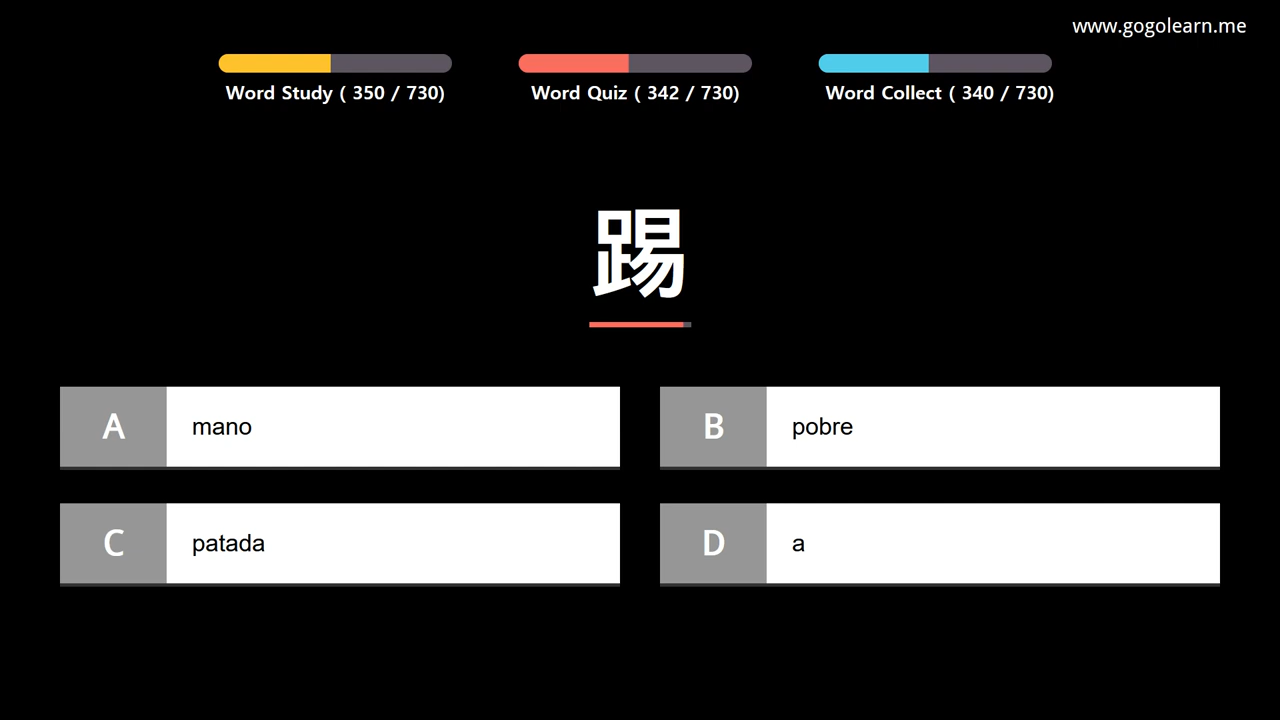 www.gogolearn.me
Word Study ( 350 / 730)
Word Quiz ( 342 / 730)
Word Collect ( 340 / 730)
踢
A mano
B pobre
C patada
D a